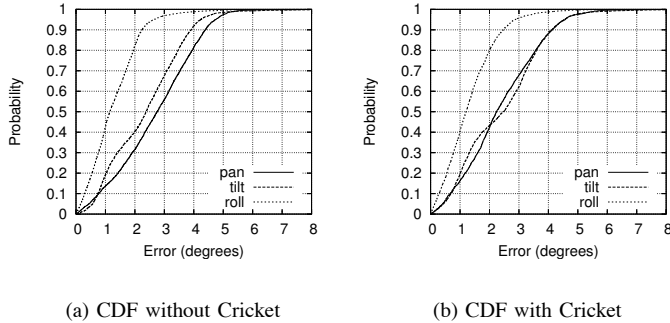 1
0.9
0.8
0.7
0.6
0.5
0.4
0.3
0.2
0.1
0
Probability
pan
tilt
roll
0 1 2 3 4 5 6 7 8
Error (degrees)
(a) CDF without Cricket
1
0.9
0.8
0.7
0.6
0.5
0.4
0.3
0.2
0.1
0
Probability
pan
tilt
roll
0 1 2 3 4 5 6 7 8
Error (degrees)
(b) CDF with Cricket